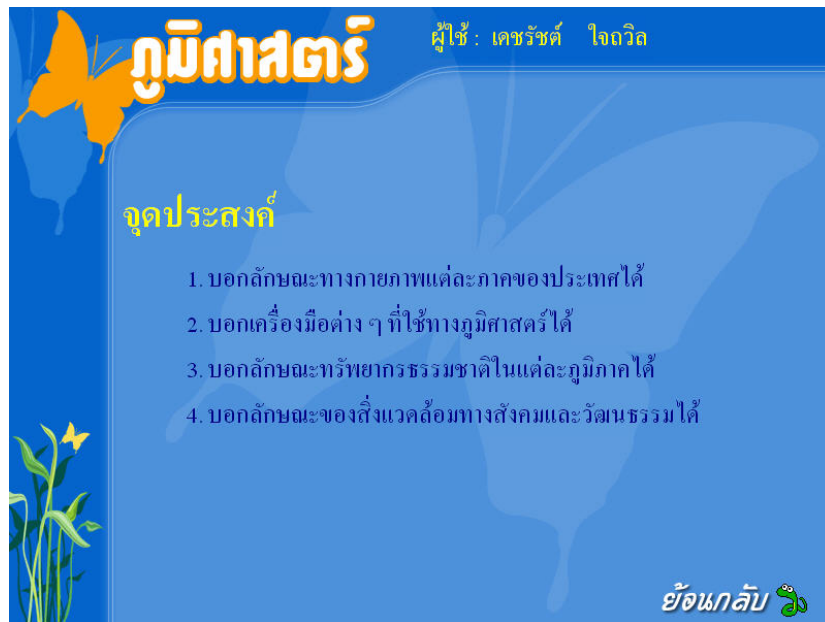 ภูมิศาสตร์
ผู้ใช้ : เดชรัชต์ ใจถวิล
จุดประสงค์
1. บอกลักษณะทางกายภาพแต่ละภาคของประเทศได้
2. บอกเครื่องมือต่าง ๆ ที่ใช้ทางภูมิศาสตร์ได้
3. บอกลักษณะทรัพยากรธรรมชาติในแต่ละภูมิภาคได้
4. บอกลักษณะของสิ่งแวดล้อมทางสังคมและวัฒนธรรมได้
ย้อนกลับ